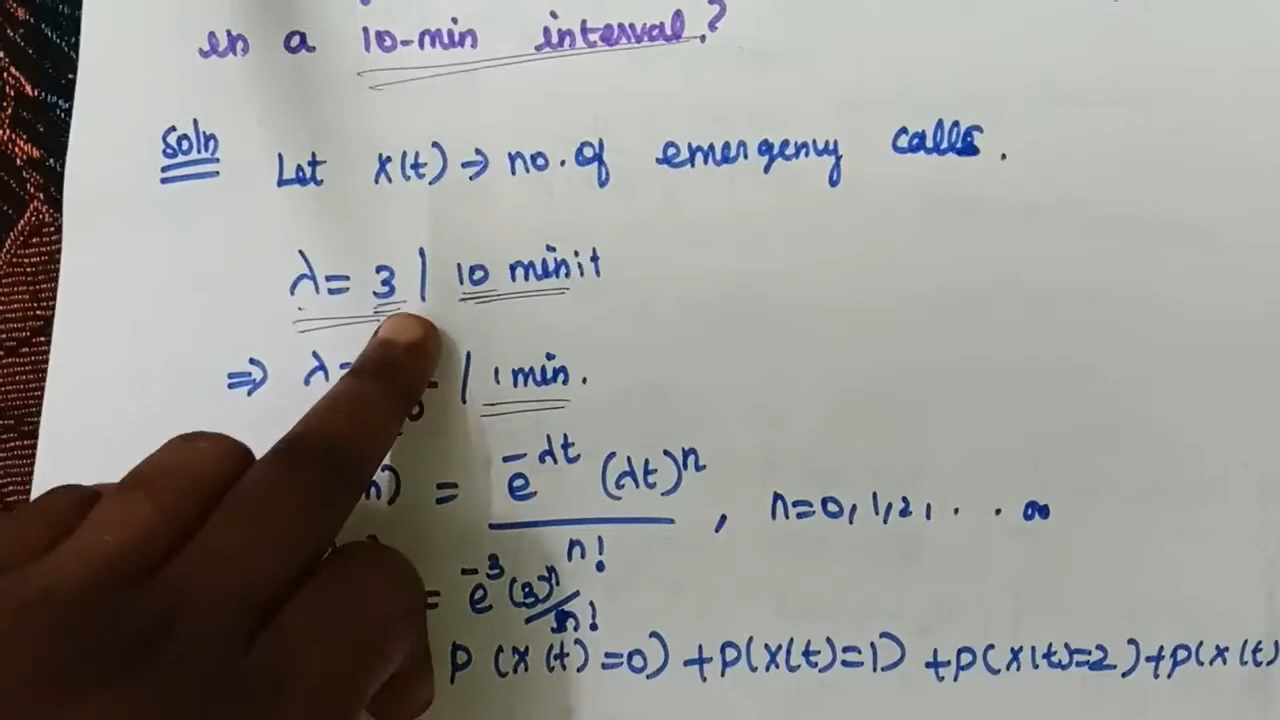 in a 10-min interval?
Soln Let X(t) → no. of emergency calls.
λ = 3 | 10 minit
⇒ λ = | 1 min.
n) = e^-λt (λt)^n / n! , n=0,1,2, . . ∞
= e^-3 (3)^n / n!
P(X(t)=0) + P(X(t)=1) + P(X(t)=2) + P(X(t)